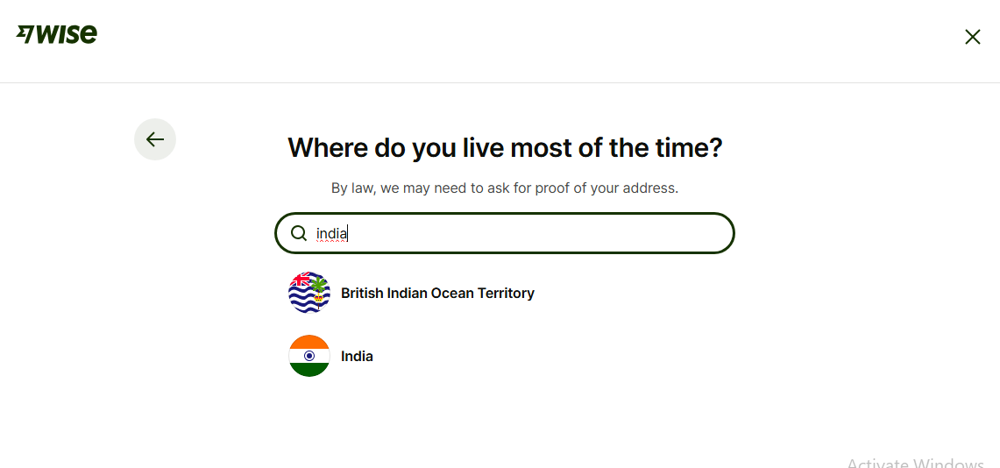 WISE
Where do you live most of the time?
By law, we may need to ask for proof of your address.
india
British Indian Ocean Territory
India
Activate Windows